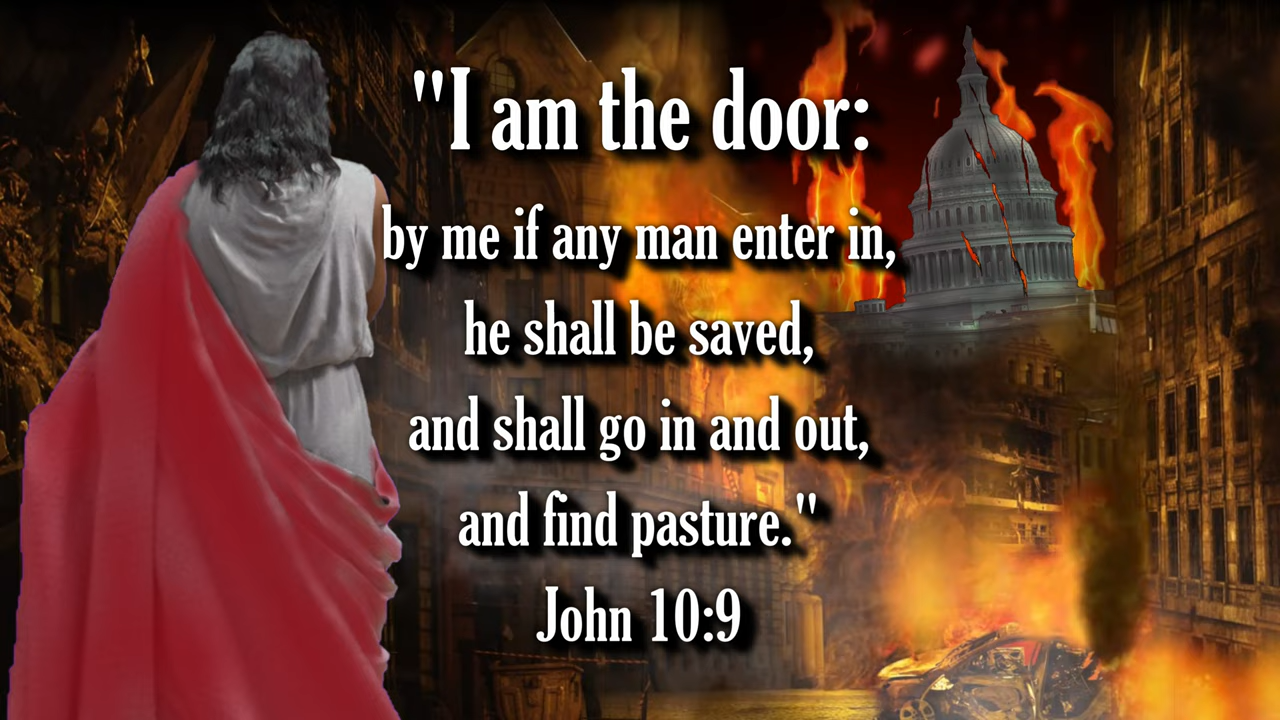 "I am the door:
by me if any man enter in,
he shall be saved,
and shall go in and out,
and find pasture."
John 10:9